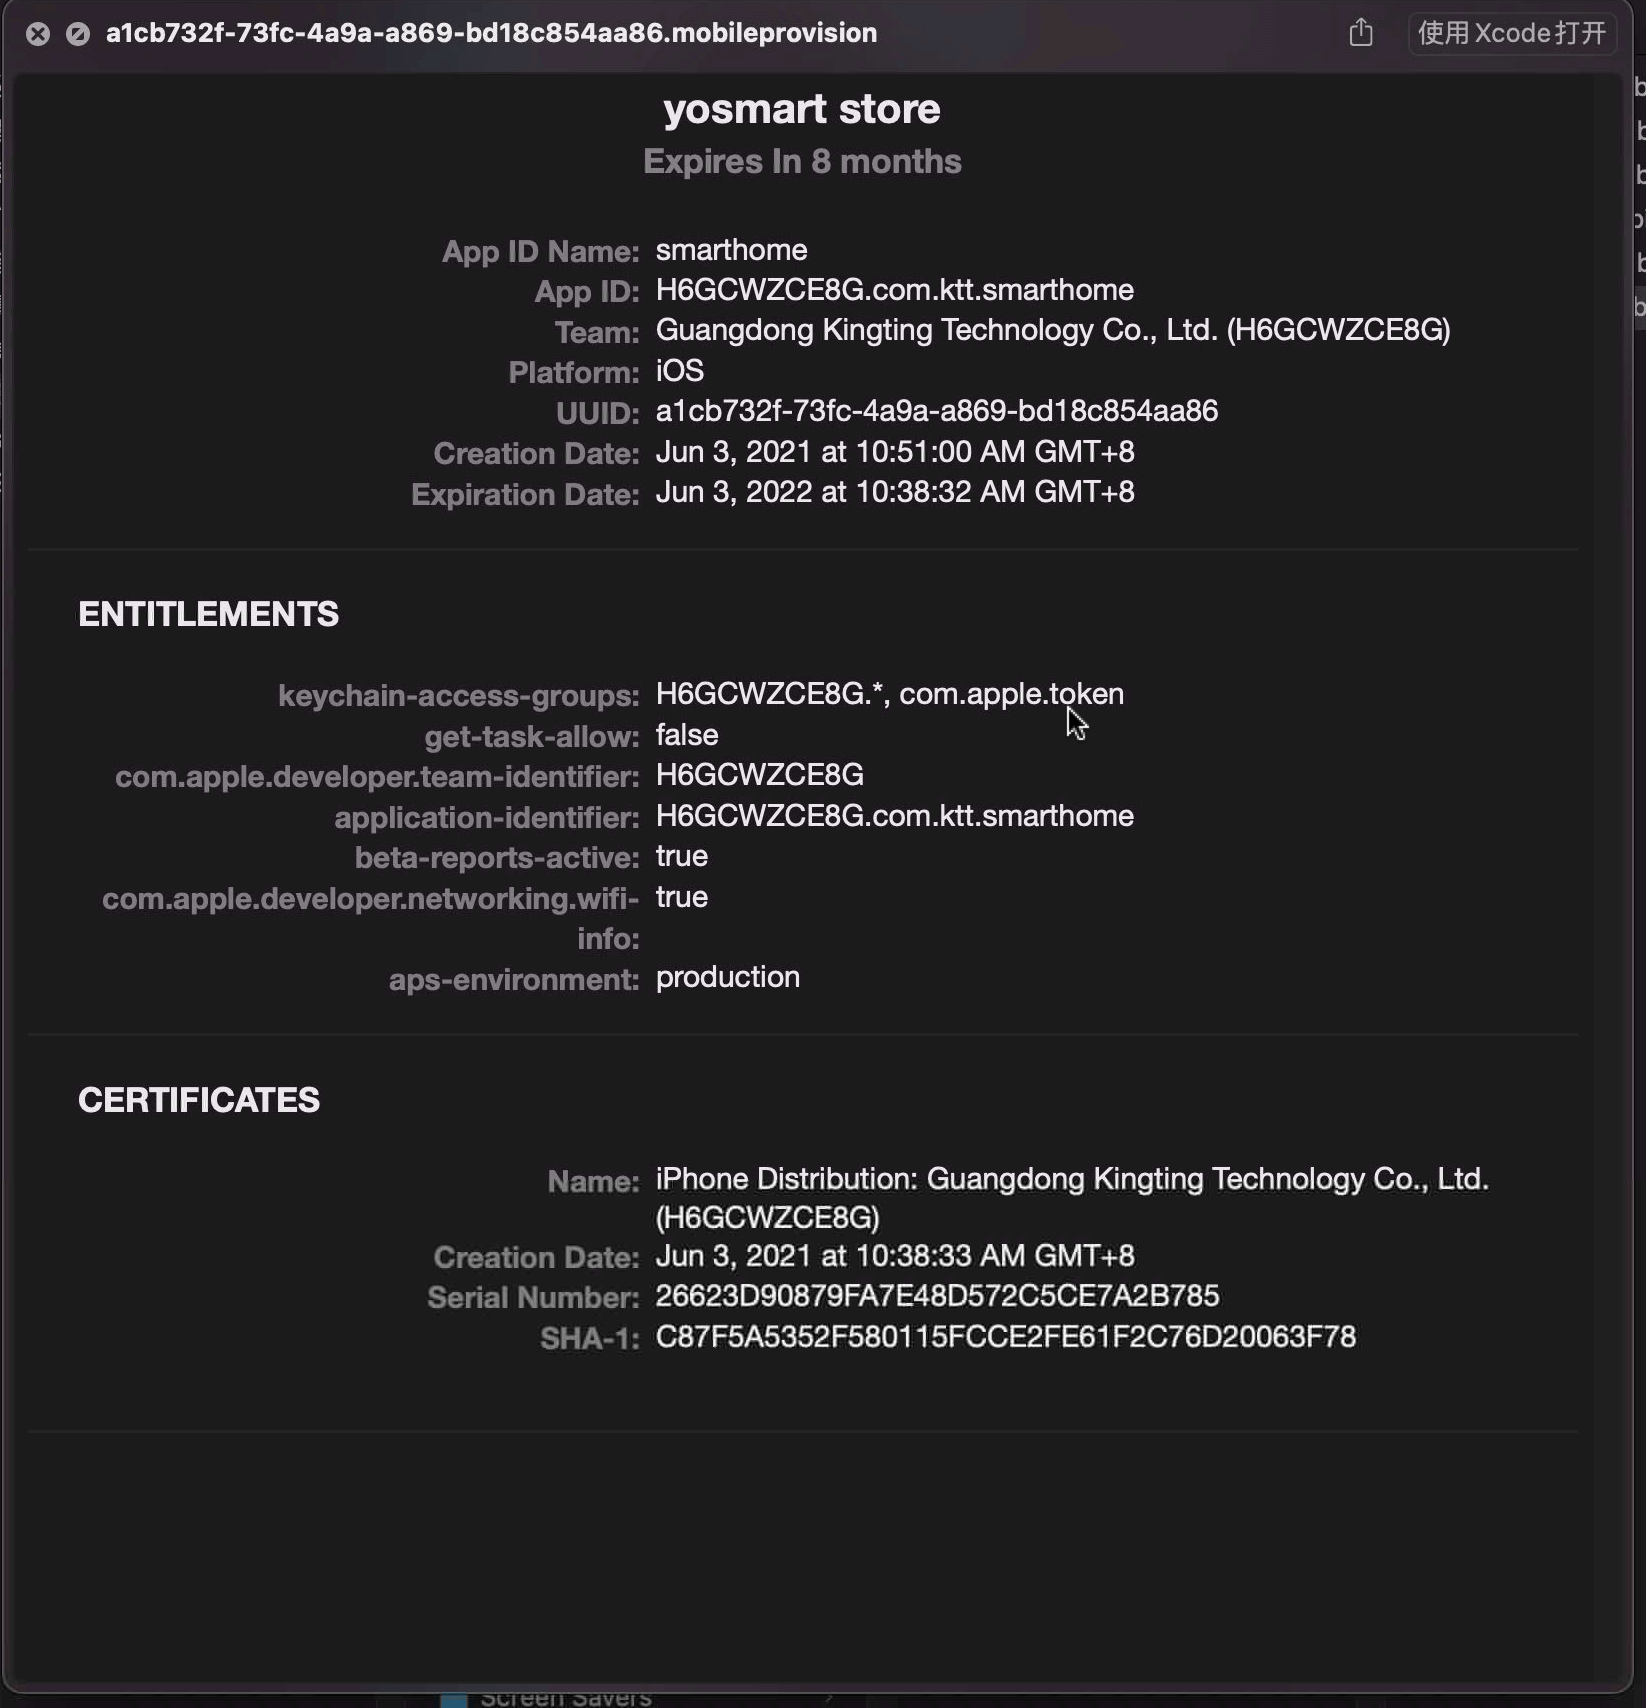 a1cb732f-73fc-4a9a-a869-bd18c854aa86.mobileprovision
使用 Xcode 打开
yosmart store
Expires In 8 months
App ID Name: smarthome
App ID: H6GCWZCE8G.com.ktt.smarthome
Team: Guangdong Kingting Technology Co., Ltd. (H6GCWZCE8G)
Platform: iOS
UUID: a1cb732f-73fc-4a9a-a869-bd18c854aa86
Creation Date: Jun 3, 2021 at 10:51:00 AM GMT+8
Expiration Date: Jun 3, 2022 at 10:38:32 AM GMT+8
ENTITLEMENTS
keychain-access-groups: H6GCWZCE8G.*, com.apple.token
get-task-allow: false
com.apple.developer.team-identifier: H6GCWZCE8G
application-identifier: H6GCWZCE8G.com.ktt.smarthome
beta-reports-active: true
com.apple.developer.networking.wifi- true
info:
aps-environment: production
CERTIFICATES
Name: iPhone Distribution: Guangdong Kingting Technology Co., Ltd.
(H6GCWZCE8G)
Creation Date: Jun 3, 2021 at 10:38:33 AM GMT+8
Serial Number: 26623D90879FA7E48D572C5CE7A2B785
SHA-1: C87F5A5352F580115FCCE2FE61F2C76D20063F78
Screen Savers